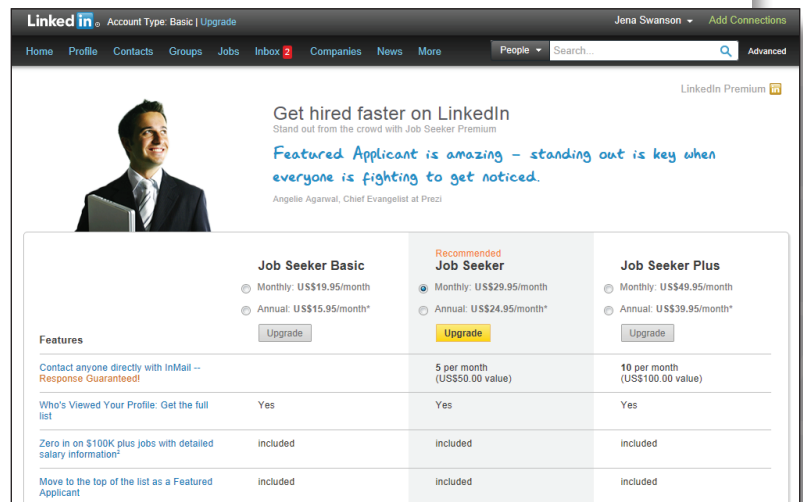 Linked in ® Account Type: Basic | Upgrade
Jena Swanson Add Connections
Home Profile Contacts Groups Jobs Inbox 2 Companies News More People Search... Advanced
LinkedIn Premium in
Get hired faster on LinkedIn
Stand out from the crowd with Job Seeker Premium
Featured Applicant is amazing – standing out is key when
everyone is fighting to get noticed.
Angelie Agarwal, Chief Evangelist at Prezi
Recommended
Job Seeker Basic Job Seeker Job Seeker Plus
Monthly: US$19.95/month Monthly: US$29.95/month Monthly: US$49.95/month
Annual: US$15.95/month* Annual: US$24.95/month* Annual: US$39.95/month*
Upgrade Upgrade Upgrade
Features
Contact anyone directly with InMail -- 5 per month 10 per month
Response Guaranteed! (US$50.00 value) (US$100.00 value)
Who's Viewed Your Profile: Get the full Yes Yes Yes
list
Zero in on $100K plus jobs with detailed included included included
salary information²
Move to the top of the list as a Featured included included included
Applicant